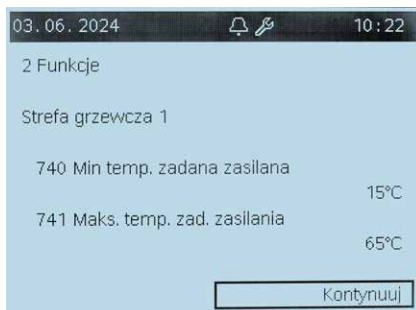 03.06.2024 10:22
2 Funkcje
Strefa grzewcza 1
740 Min temp. zadana zasilana
15°C
741 Maks. temp. zad. zasilania
65°C
Kontynuuj